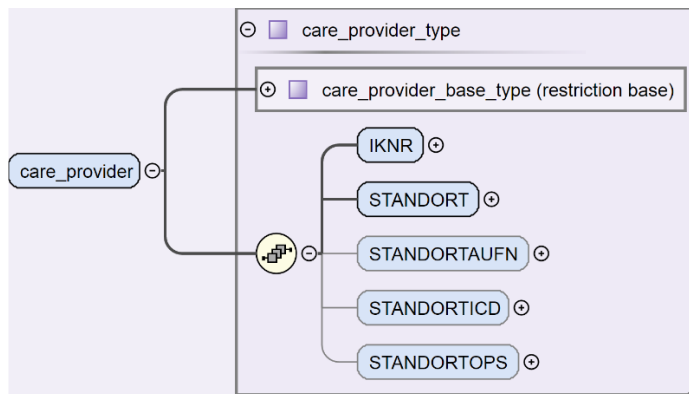 care_provider_type
care_provider_base_type (restriction base)
IKNR
care_provider
STANDORT
STANDORTAUFN
STANDORTICD
STANDORTOPS